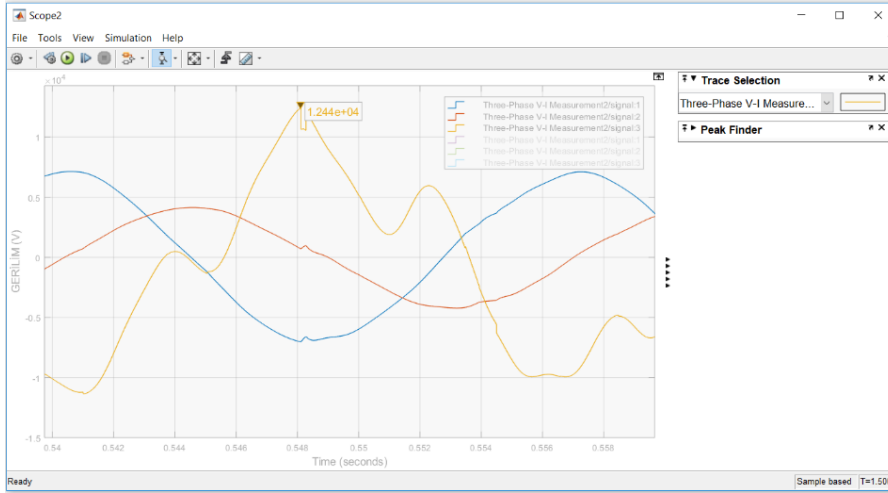 Scope2
File Tools View Simulation Help
×10⁴
1.244e+04
Three-Phase V-I Measurement2/signal:1
Three-Phase V-I Measurement2/signal:2
Three-Phase V-I Measurement2/signal:3
Three-Phase V-I Measurement2/signal:1
Three-Phase V-I Measurement2/signal:2
Three-Phase V-I Measurement2/signal:3
Trace Selection
Three-Phase V-I Measure...
Peak Finder
1
0.5
0
-0.5
-1
-1.5
GERILIM (V)
0.54 0.542 0.544 0.546 0.548 0.55 0.552 0.554 0.556 0.558
Time (seconds)
Ready
Sample based T=1.50